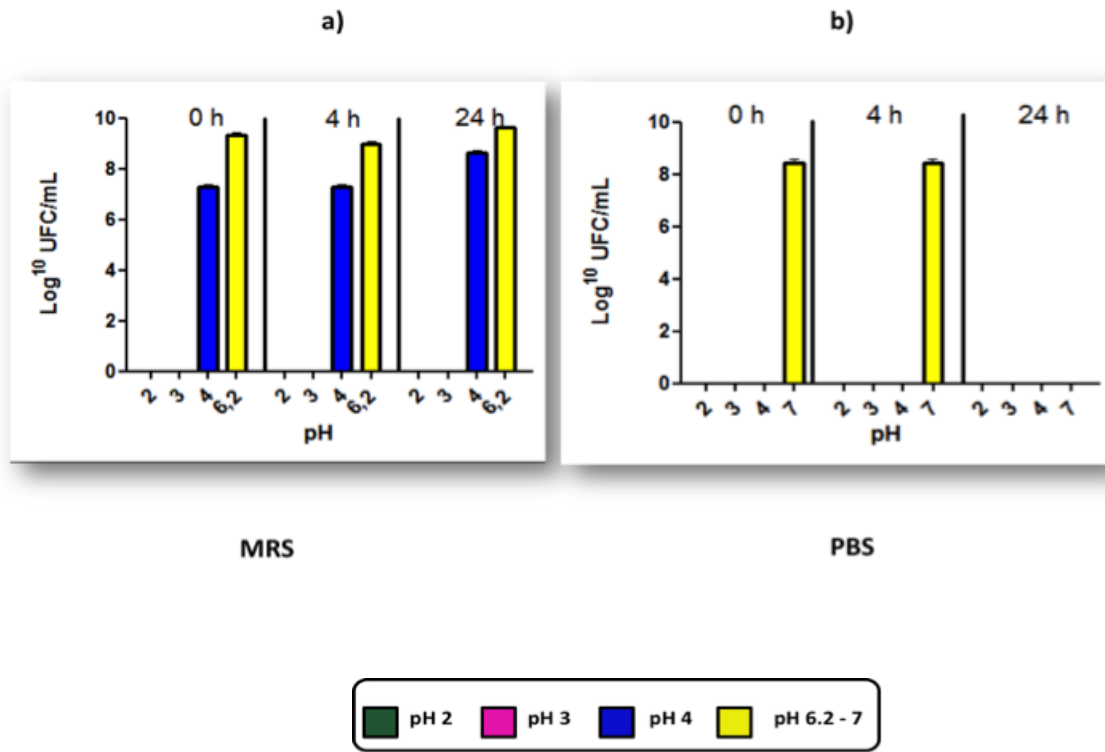 a)
b)
0 h 4 h 24 h
10
8
6
4
2
0
Log10 UFC/mL
2 3 4 6,2 2 3 4 6,2 2 3 4 6,2
pH
0 h 4 h 24 h
10
8
6
4
2
0
Log10 UFC/mL
2 3 4 7 2 3 4 7 2 3 4 7
pH
MRS
PBS
pH 2 pH 3 pH 4 pH 6.2 - 7